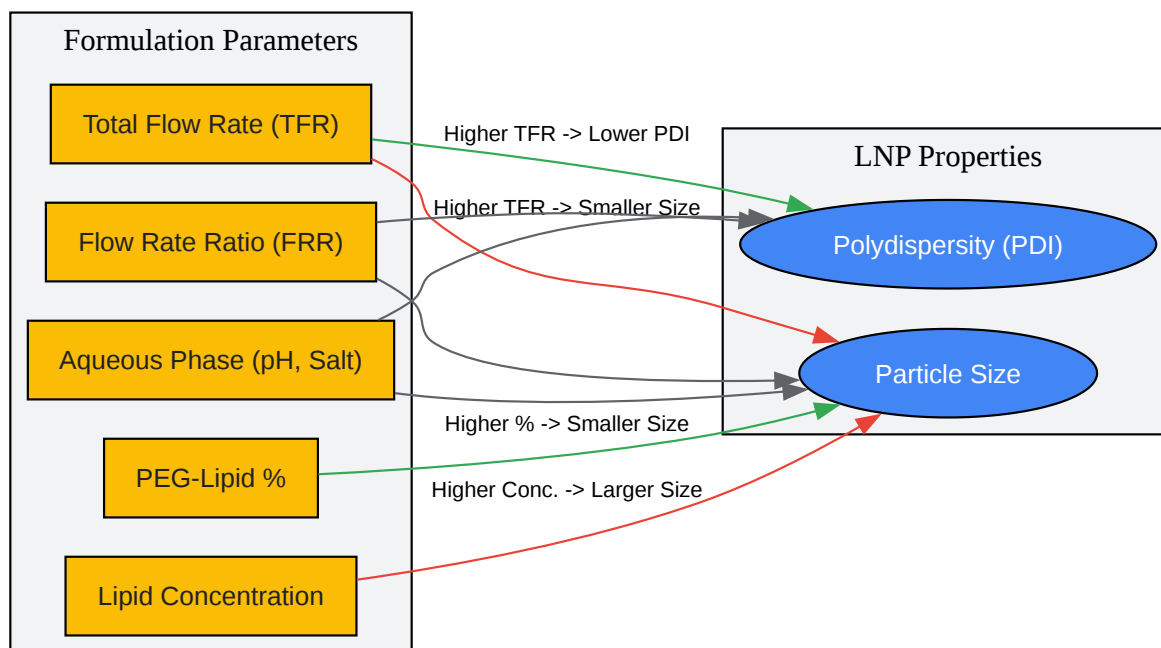 Formulation Parameters
Total Flow Rate (TFR)
Flow Rate Ratio (FRR)
Aqueous Phase (pH, Salt)
PEG-Lipid %
Lipid Concentration
Higher TFR -> Lower PDI
Higher TFR -> Smaller Size
Higher % -> Smaller Size
Higher Conc. -> Larger Size
LNP Properties
Polydispersity (PDI)
Particle Size